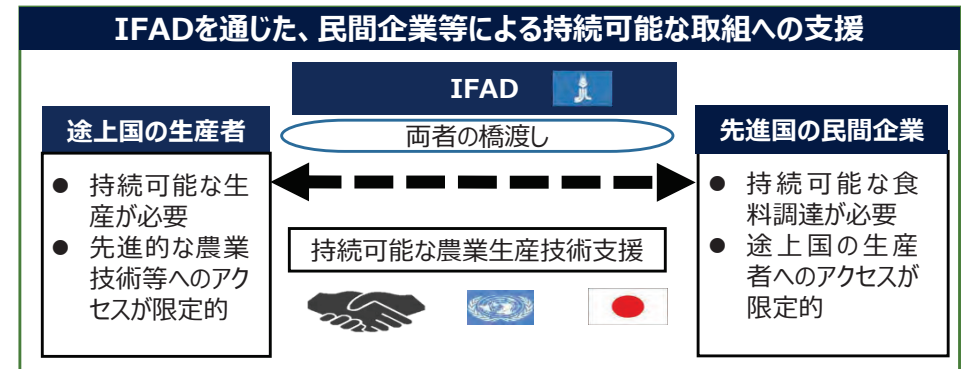 IFADを通じた、民間企業等による持続可能な取組への支援
IFAD
両者の橋渡し
途上国の生産者
● 持続可能な生
産が必要
● 先進的な農業
技術等へのアク
セスが限定的
持続可能な農業生産技術支援
先進国の民間企業
● 持続可能な食
料調達が必要
● 途上国の生産
者へのアクセスが
限定的